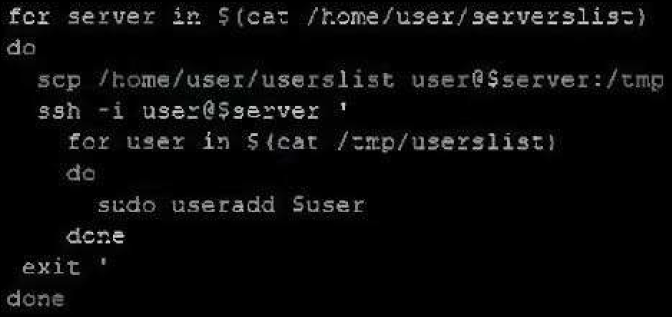 for server in $(cat /home/user/serverslist)
do
scp /home/user/userslist user@$server:/tmp
ssh -i user@$server '
for user in $(cat /tmp/userslist)
do
sudo useradd $user
done
exit '
done